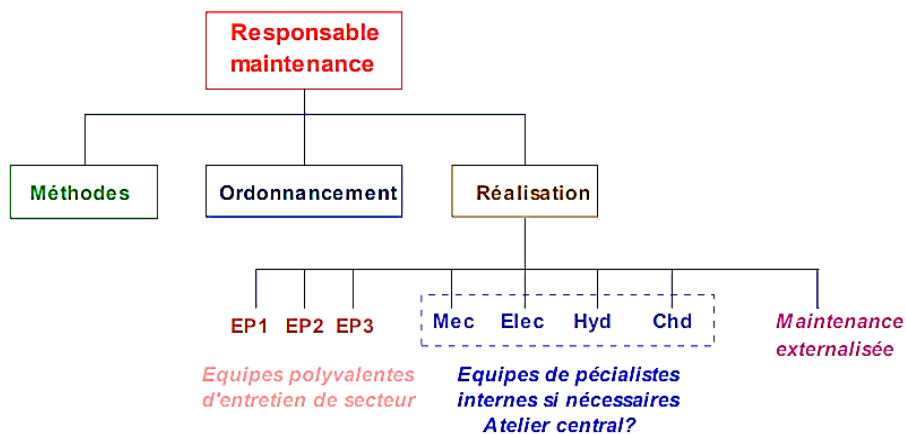 Responsable
maintenance
Méthodes
Ordonnancement
Réalisation
EP1 EP2 EP3
Mec Elec Hyd Chd
Maintenance
externalisée
Equipes polyvalentes
d'entretien de secteur
Equipes de pécialistes
internes si nécessaires
Atelier central?